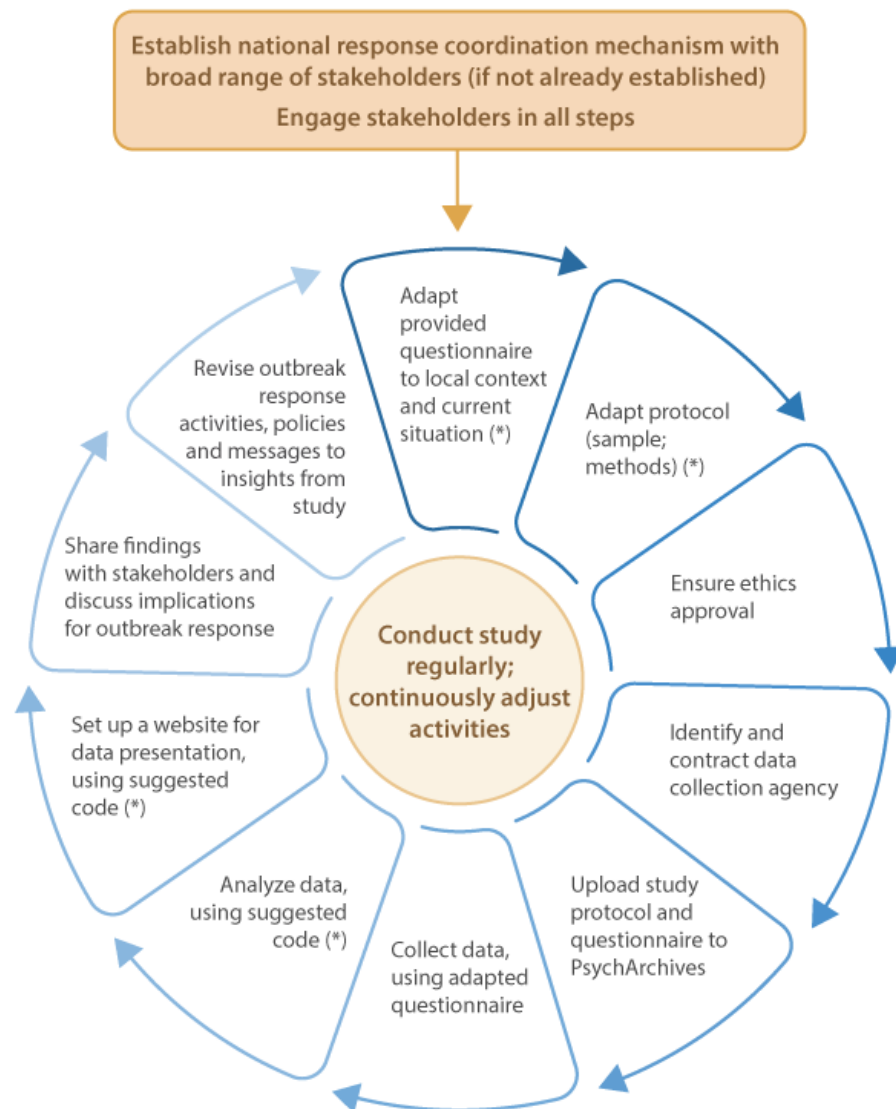 Establish national response coordination mechanism with
broad range of stakeholders (if not already established)
Engage stakeholders in all steps
Adapt
provided
questionnaire
to local context
and current
situation (*)
Adapt protocol
(sample;
methods) (*)
Ensure ethics
approval
Identify and
contract data
collection agency
Upload study
protocol and
questionnaire to
PsychArchives
Collect data,
using adapted
questionnaire
Analyze data,
using suggested
code (*)
Set up a website for
data presentation,
using suggested
code (*)
Share findings
with stakeholders and
discuss implications
for outbreak response
Revise outbreak
response
activities, policies
and messages to
insights from
study
Conduct study
regularly;
continuously adjust
activities